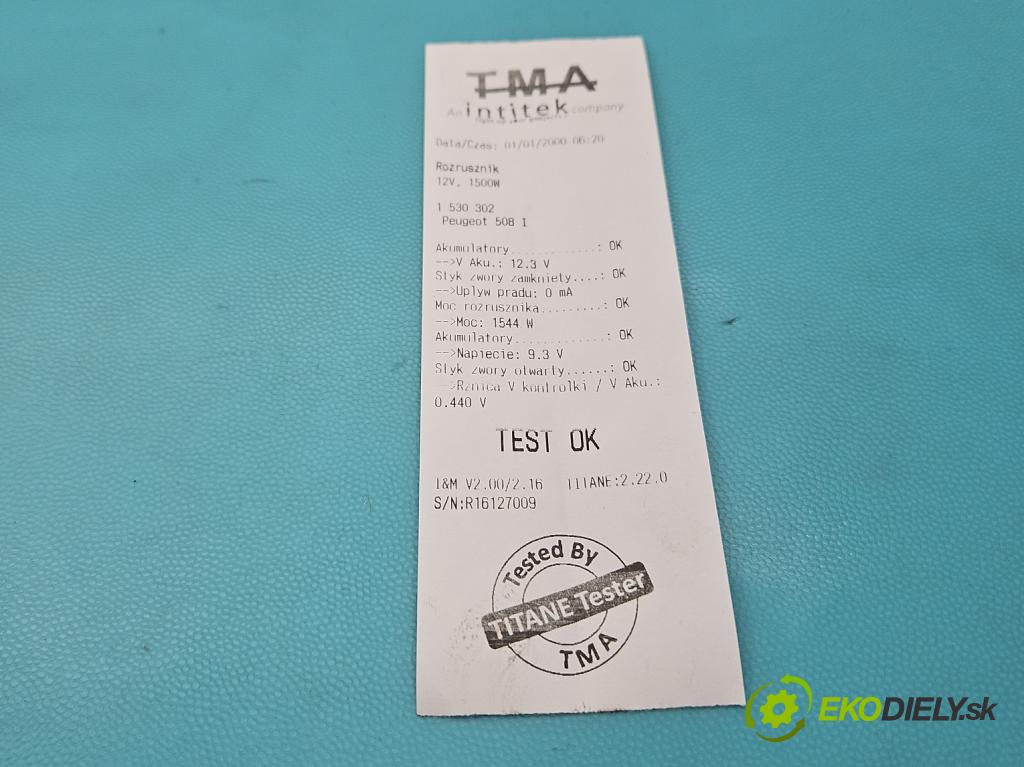 TMA
An intitek company
Data/Czas: 01/01/2000 06:20
Rozrusznik
12V, 1500W
1 530 302
Peugeot 508 I
Akumulatory............: OK
-->V Aku.: 12.3 V
Styk zwory zamkniety....: OK
-->Uplyw pradu: 0 mA
Moc rozrusznika.........: OK
-->Moc: 1544 W
Akumulatory.............: OK
-->Napiecie: 9.3 V
Styk zwory otwarty......: OK
-->Rznica V kontrolki / V Aku.:
0.440 V
TEST OK
I&M V2.00/2.16 TITANE:2.22.0
S/N:R16127009
Tested By
TITANE Tester
TMA
EKODIELY.sk